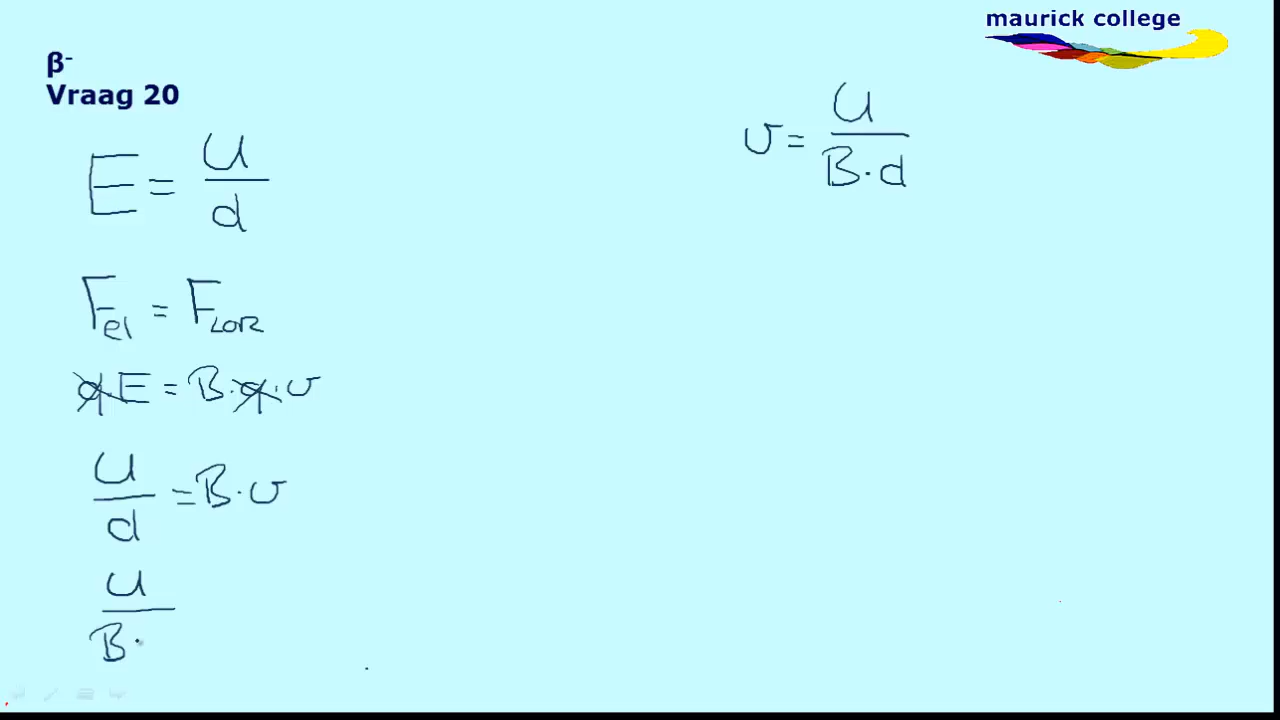 maurick college
β-
Vraag 20
E = U/d
F_el = F_Lor
q·E = B·q·v
U/d = B·v
U/B·
v = U/B·d